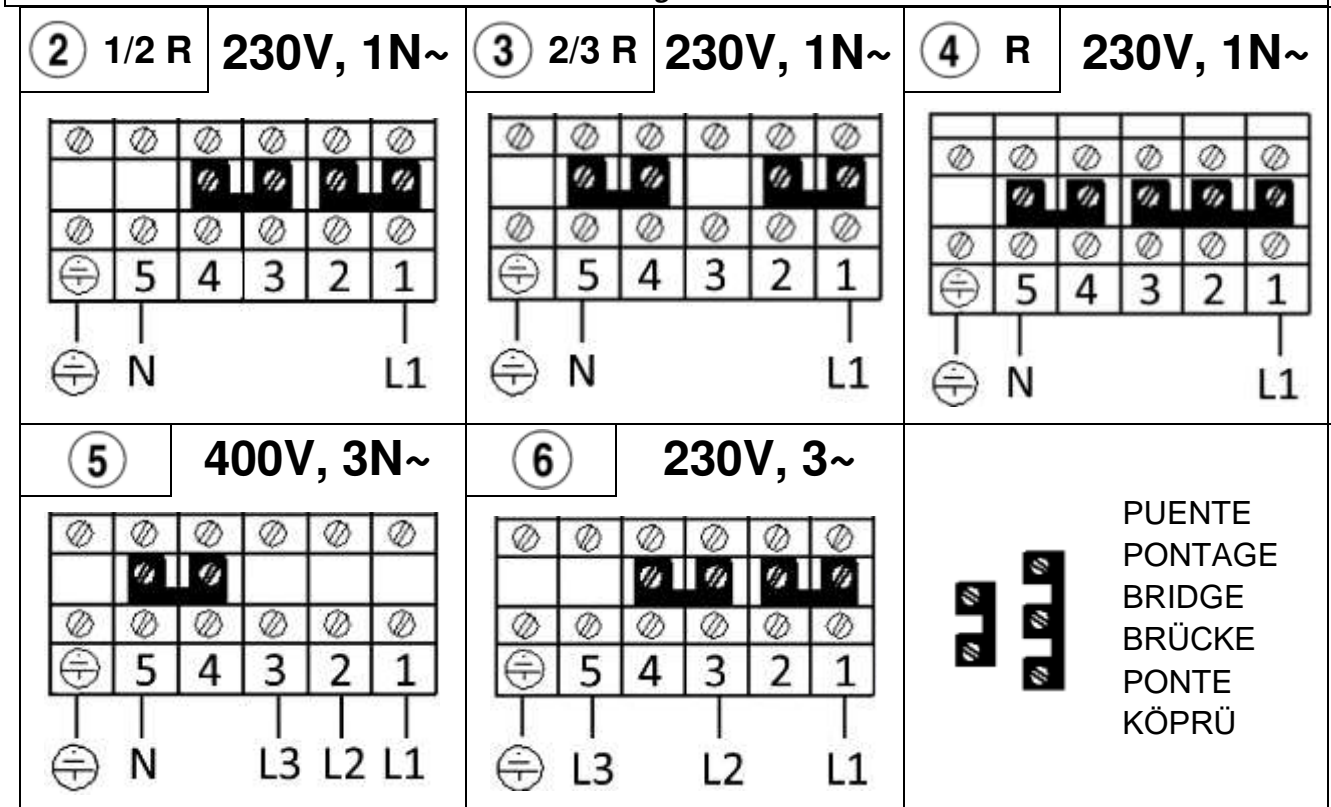 2 1/2 R 230V, 1N~
5 4 3 2 1
N L1
3 2/3 R 230V, 1N~
5 4 3 2 1
N L1
4 R 230V, 1N~
5 4 3 2 1
N L1
5 400V, 3N~
5 4 3 2 1
N L3 L2 L1
6 230V, 3~
5 4 3 2 1
L3 L2 L1
PUENTE
PONTAGE
BRIDGE
BRÜCKE
PONTE
KÖPRÜ